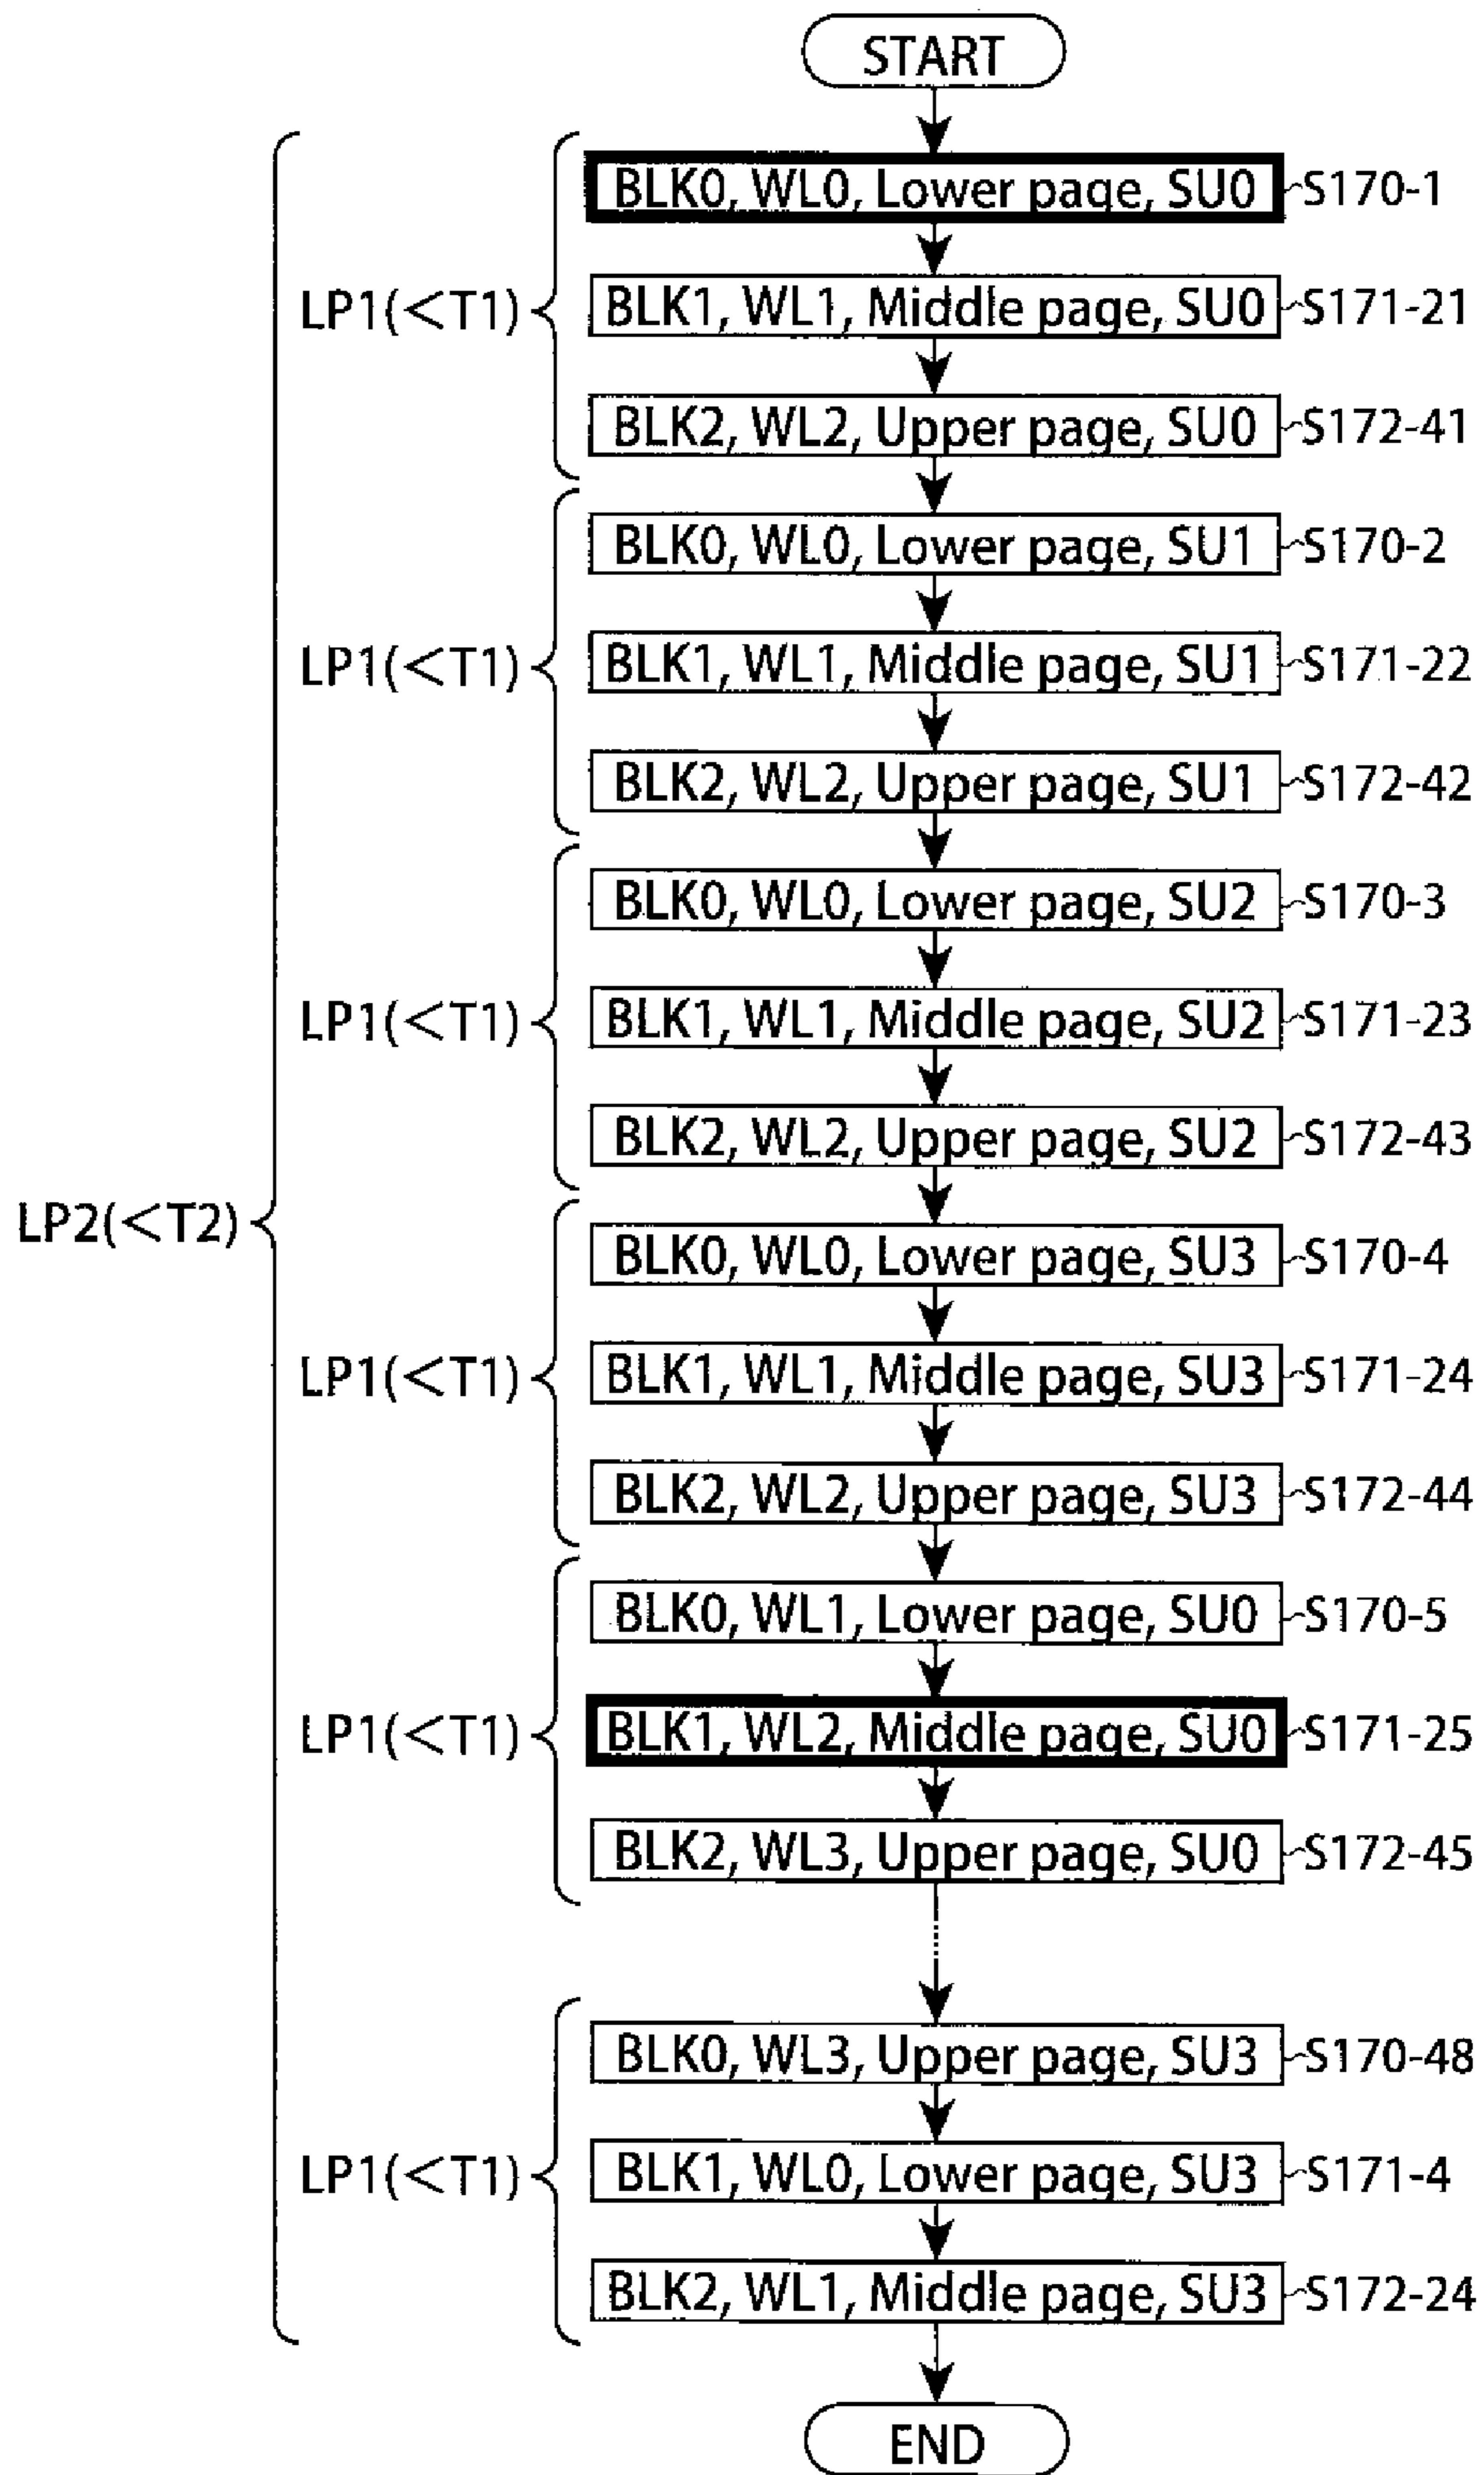 START
BLK0, WL0, Lower page, SU0 S170-1
LP1(<T1) BLK1, WL1, Middle page, SU0 S171-21
BLK2, WL2, Upper page, SU0 S172-41
BLK0, WL0, Lower page, SU1 S170-2
LP1(<T1) BLK1, WL1, Middle page, SU1 S171-22
BLK2, WL2, Upper page, SU1 S172-42
BLK0, WL0, Lower page, SU2 S170-3
LP1(<T1) BLK1, WL1, Middle page, SU2 S171-23
BLK2, WL2, Upper page, SU2 S172-43
LP2(<T2)
BLK0, WL0, Lower page, SU3 S170-4
LP1(<T1) BLK1, WL1, Middle page, SU3 S171-24
BLK2, WL2, Upper page, SU3 S172-44
BLK0, WL1, Lower page, SU0 S170-5
LP1(<T1) BLK1, WL2, Middle page, SU0 S171-25
BLK2, WL3, Upper page, SU0 S172-45
BLK0, WL3, Upper page, SU3 S170-48
LP1(<T1) BLK1, WL0, Lower page, SU3 S171-4
BLK2, WL1, Middle page, SU3 S172-24
END